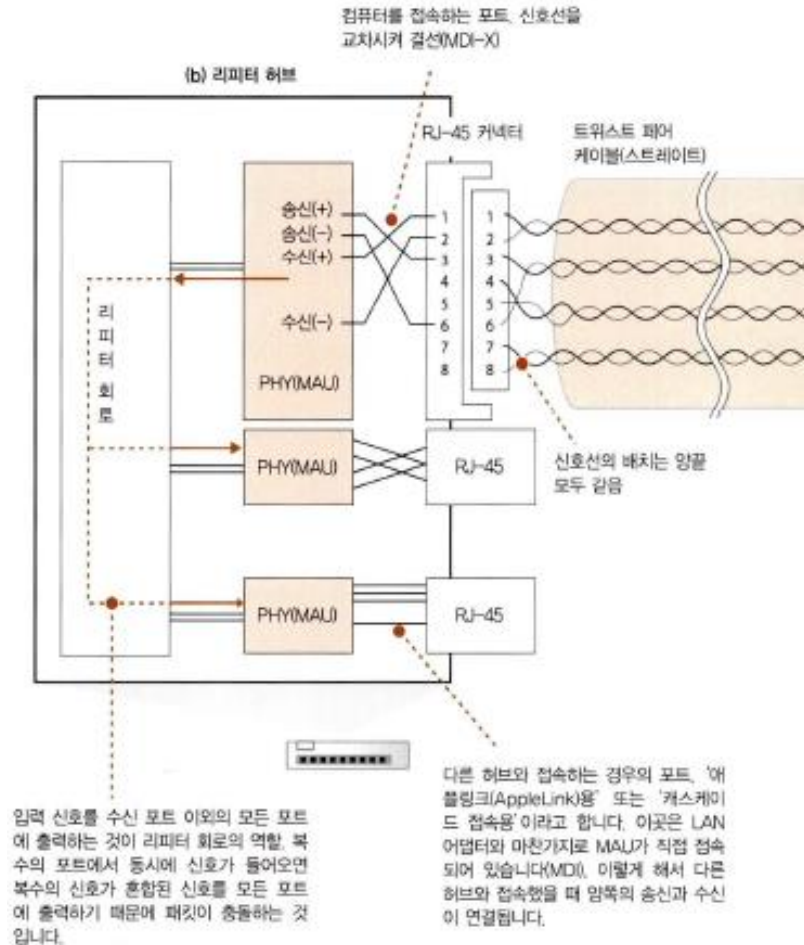 컴퓨터를 접속하는 포트, 신호선을
교차시켜 결선(MDI-X)
(b) 리피터 허브
RJ-45 커넥터
트위스트 페어
케이블(스트레이트)
송신(+)
송신(-)
수신(+)
수신(-)
PHY(MAU)
1
2
3
4
5
6
7
8
1
2
3
4
5
6
7
8
리피터 회로
신호선의 배치는 양끝
모두 같음
PHY(MAU)
RJ-45
PHY(MAU)
RJ-45
입력 신호를 수신 포트 이외의 모든 포트
에 출력하는 것이 리피터 회로의 역할. 복
수의 포트에서 동시에 신호가 들어오면
복수의 신호가 혼합된 신호를 모든 포트
에 출력하기 때문에 패킷이 충돌하는 것
입니다.
다른 허브와 접속하는 경우의 포트, '애
플링크(AppleLink)용' 또는 '캐스케이
드 접속용'이라고 합니다. 이곳은 LAN
어댑터와 마찬가지로 MAU가 직접 접속
되어 있습니다(MDI). 이렇게 해서 다른
허브와 접속했을 때 양쪽의 송신과 수신
이 연결됩니다.